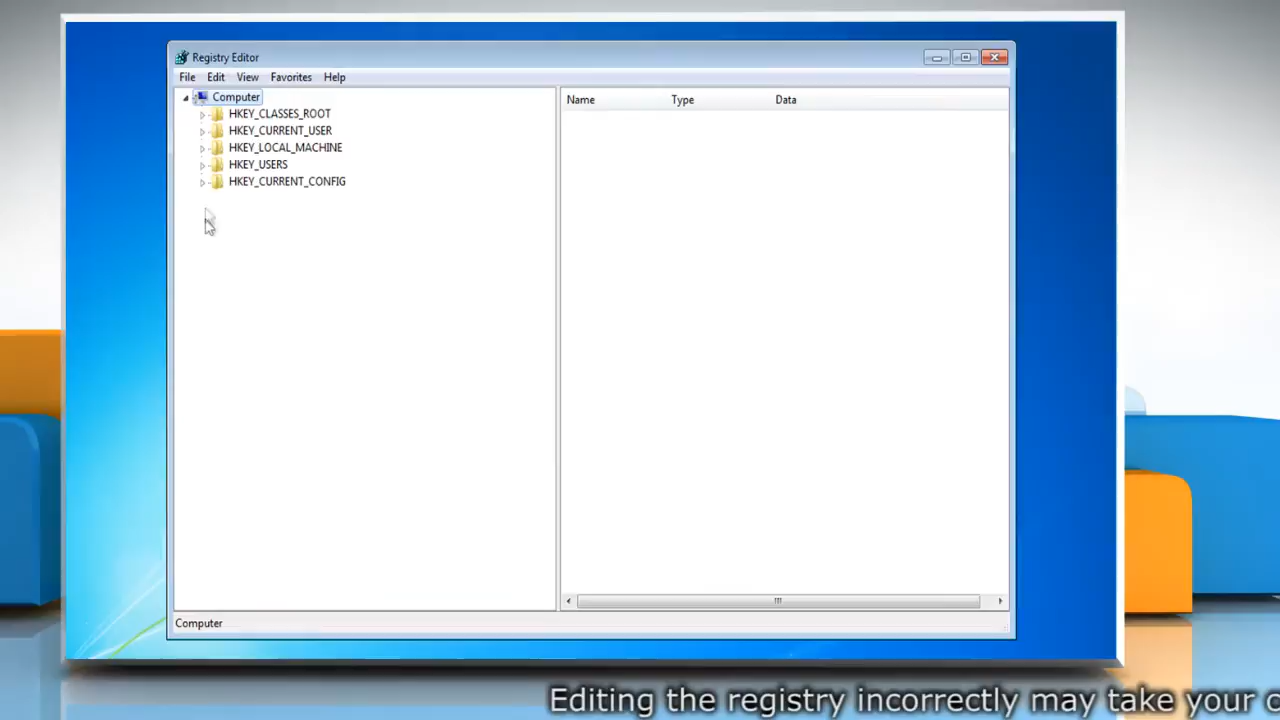 Registry Editor
File Edit View Favorites Help
Computer
HKEY_CLASSES_ROOT
HKEY_CURRENT_USER
HKEY_LOCAL_MACHINE
HKEY_USERS
HKEY_CURRENT_CONFIG
Name Type Data
Computer
Editing the registry incorrectly may take your